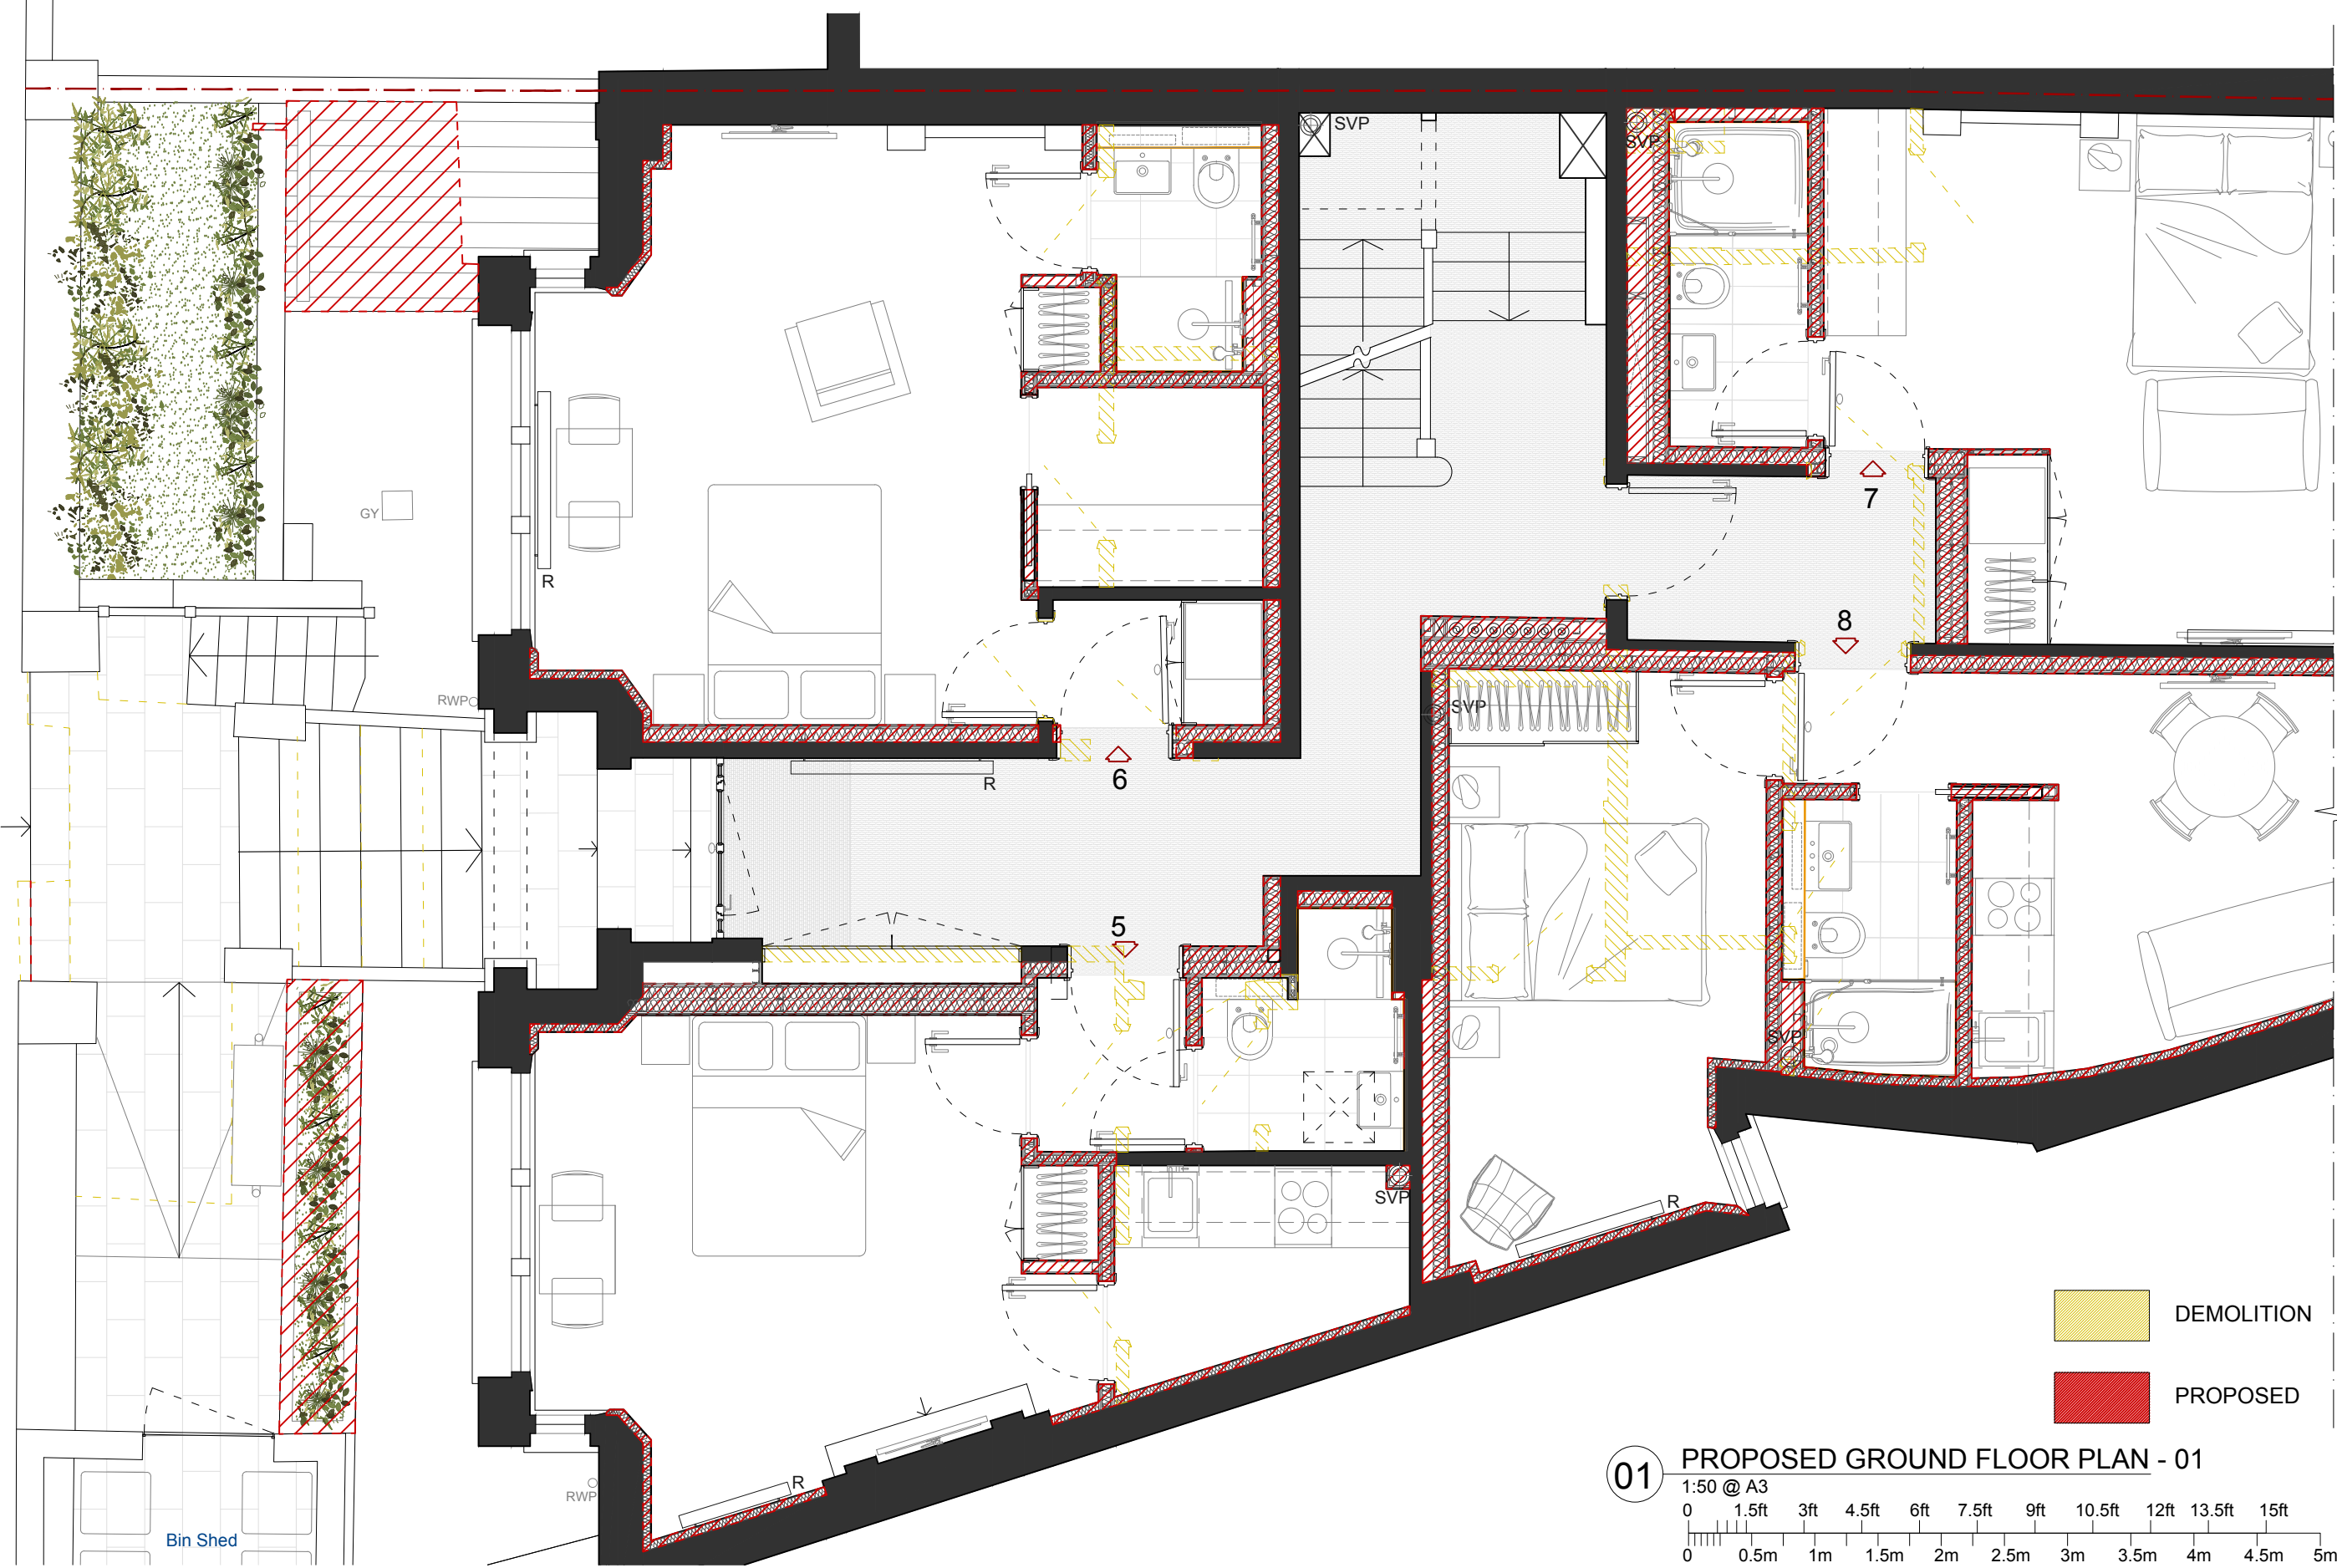 SVP
SVP
7
GY
R
8
RWP
SVP
6
R
5
SVP
SVP
R
R
RWP
Bin Shed
DEMOLITION
PROPOSED
01 PROPOSED GROUND FLOOR PLAN - 01
1:50 @ A3
0 1.5ft 3ft 4.5ft 6ft 7.5ft 9ft 10.5ft 12ft 13.5ft 15ft
0 0.5m 1m 1.5m 2m 2.5m 3m 3.5m 4m 4.5m 5m